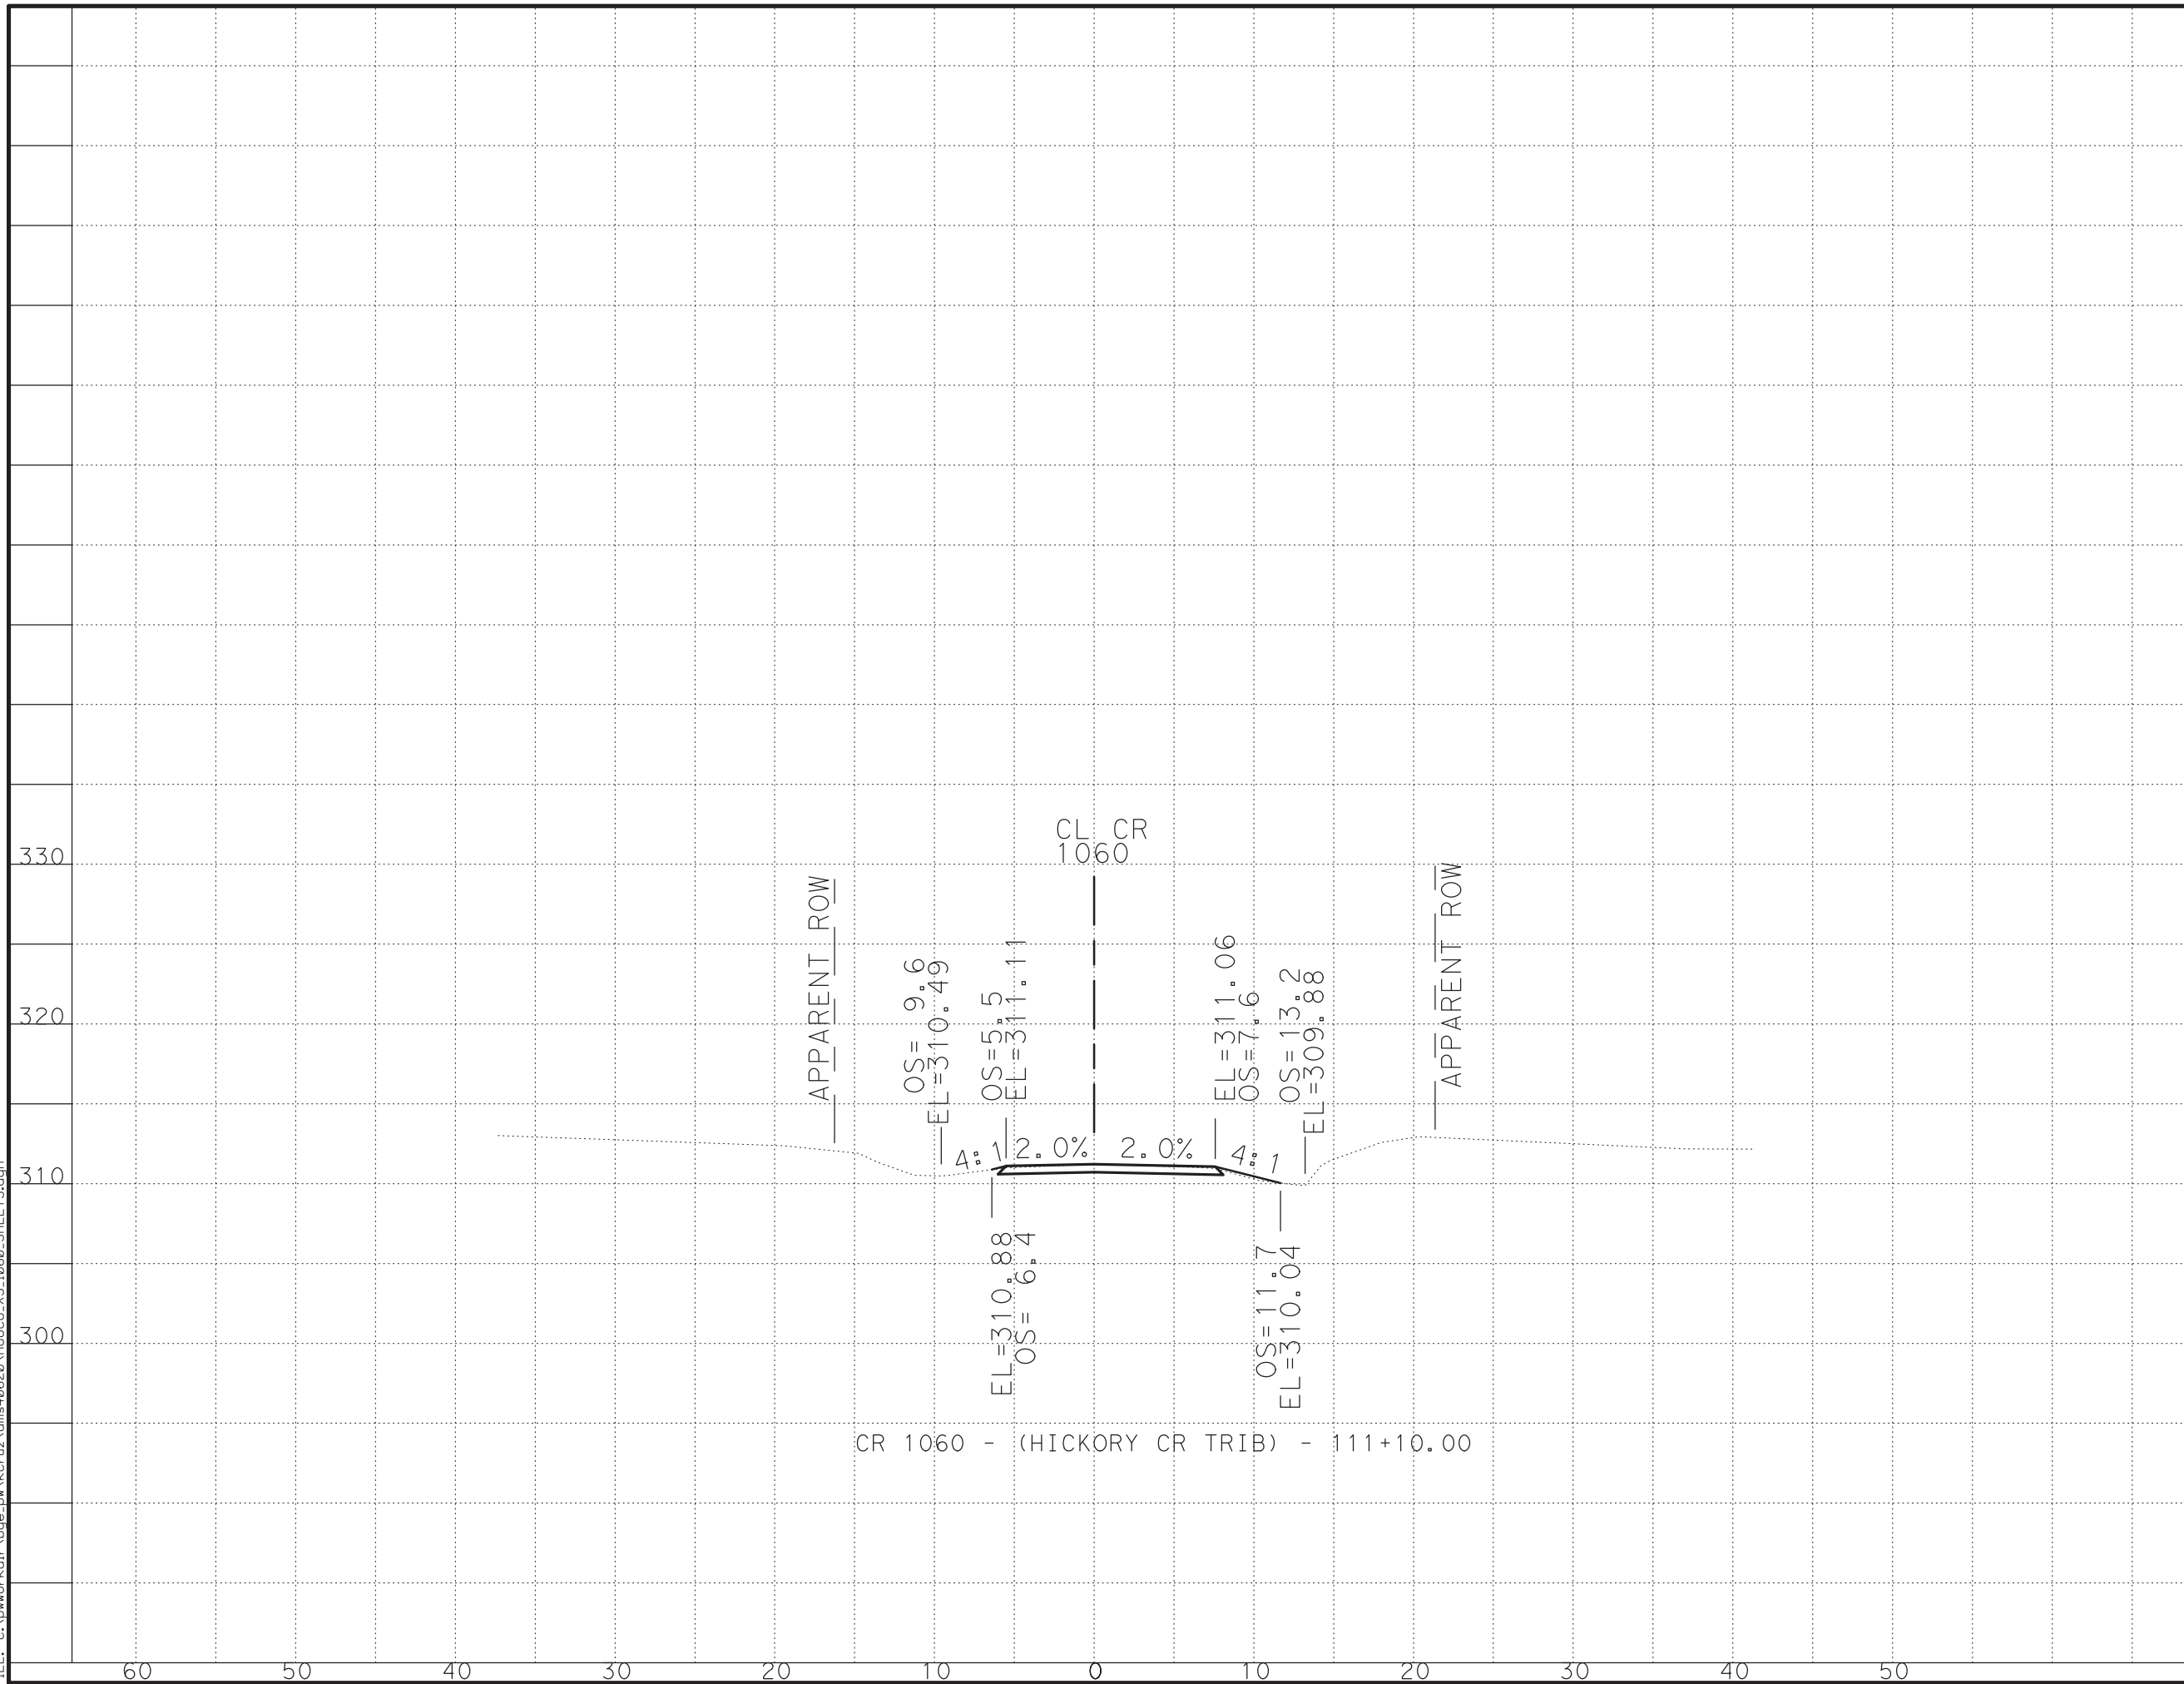 CL CR
1060
330
320
310
300
APPARENT ROW
OS= 9.6
EL=310.49
OS=5.5
EL=311.11
EL=311.06
OS=7.6
OS=13.2
EL=309.88
APPARENT ROW
4:1
2.0%
2.0%
4:1
EL=310.88
OS= 6.4
OS=11.7
EL=310.04
CR 1060 - (HICKORY CR TRIB) - 111+10.00
60 50 40 30 20 10 0 10 20 30 40 50